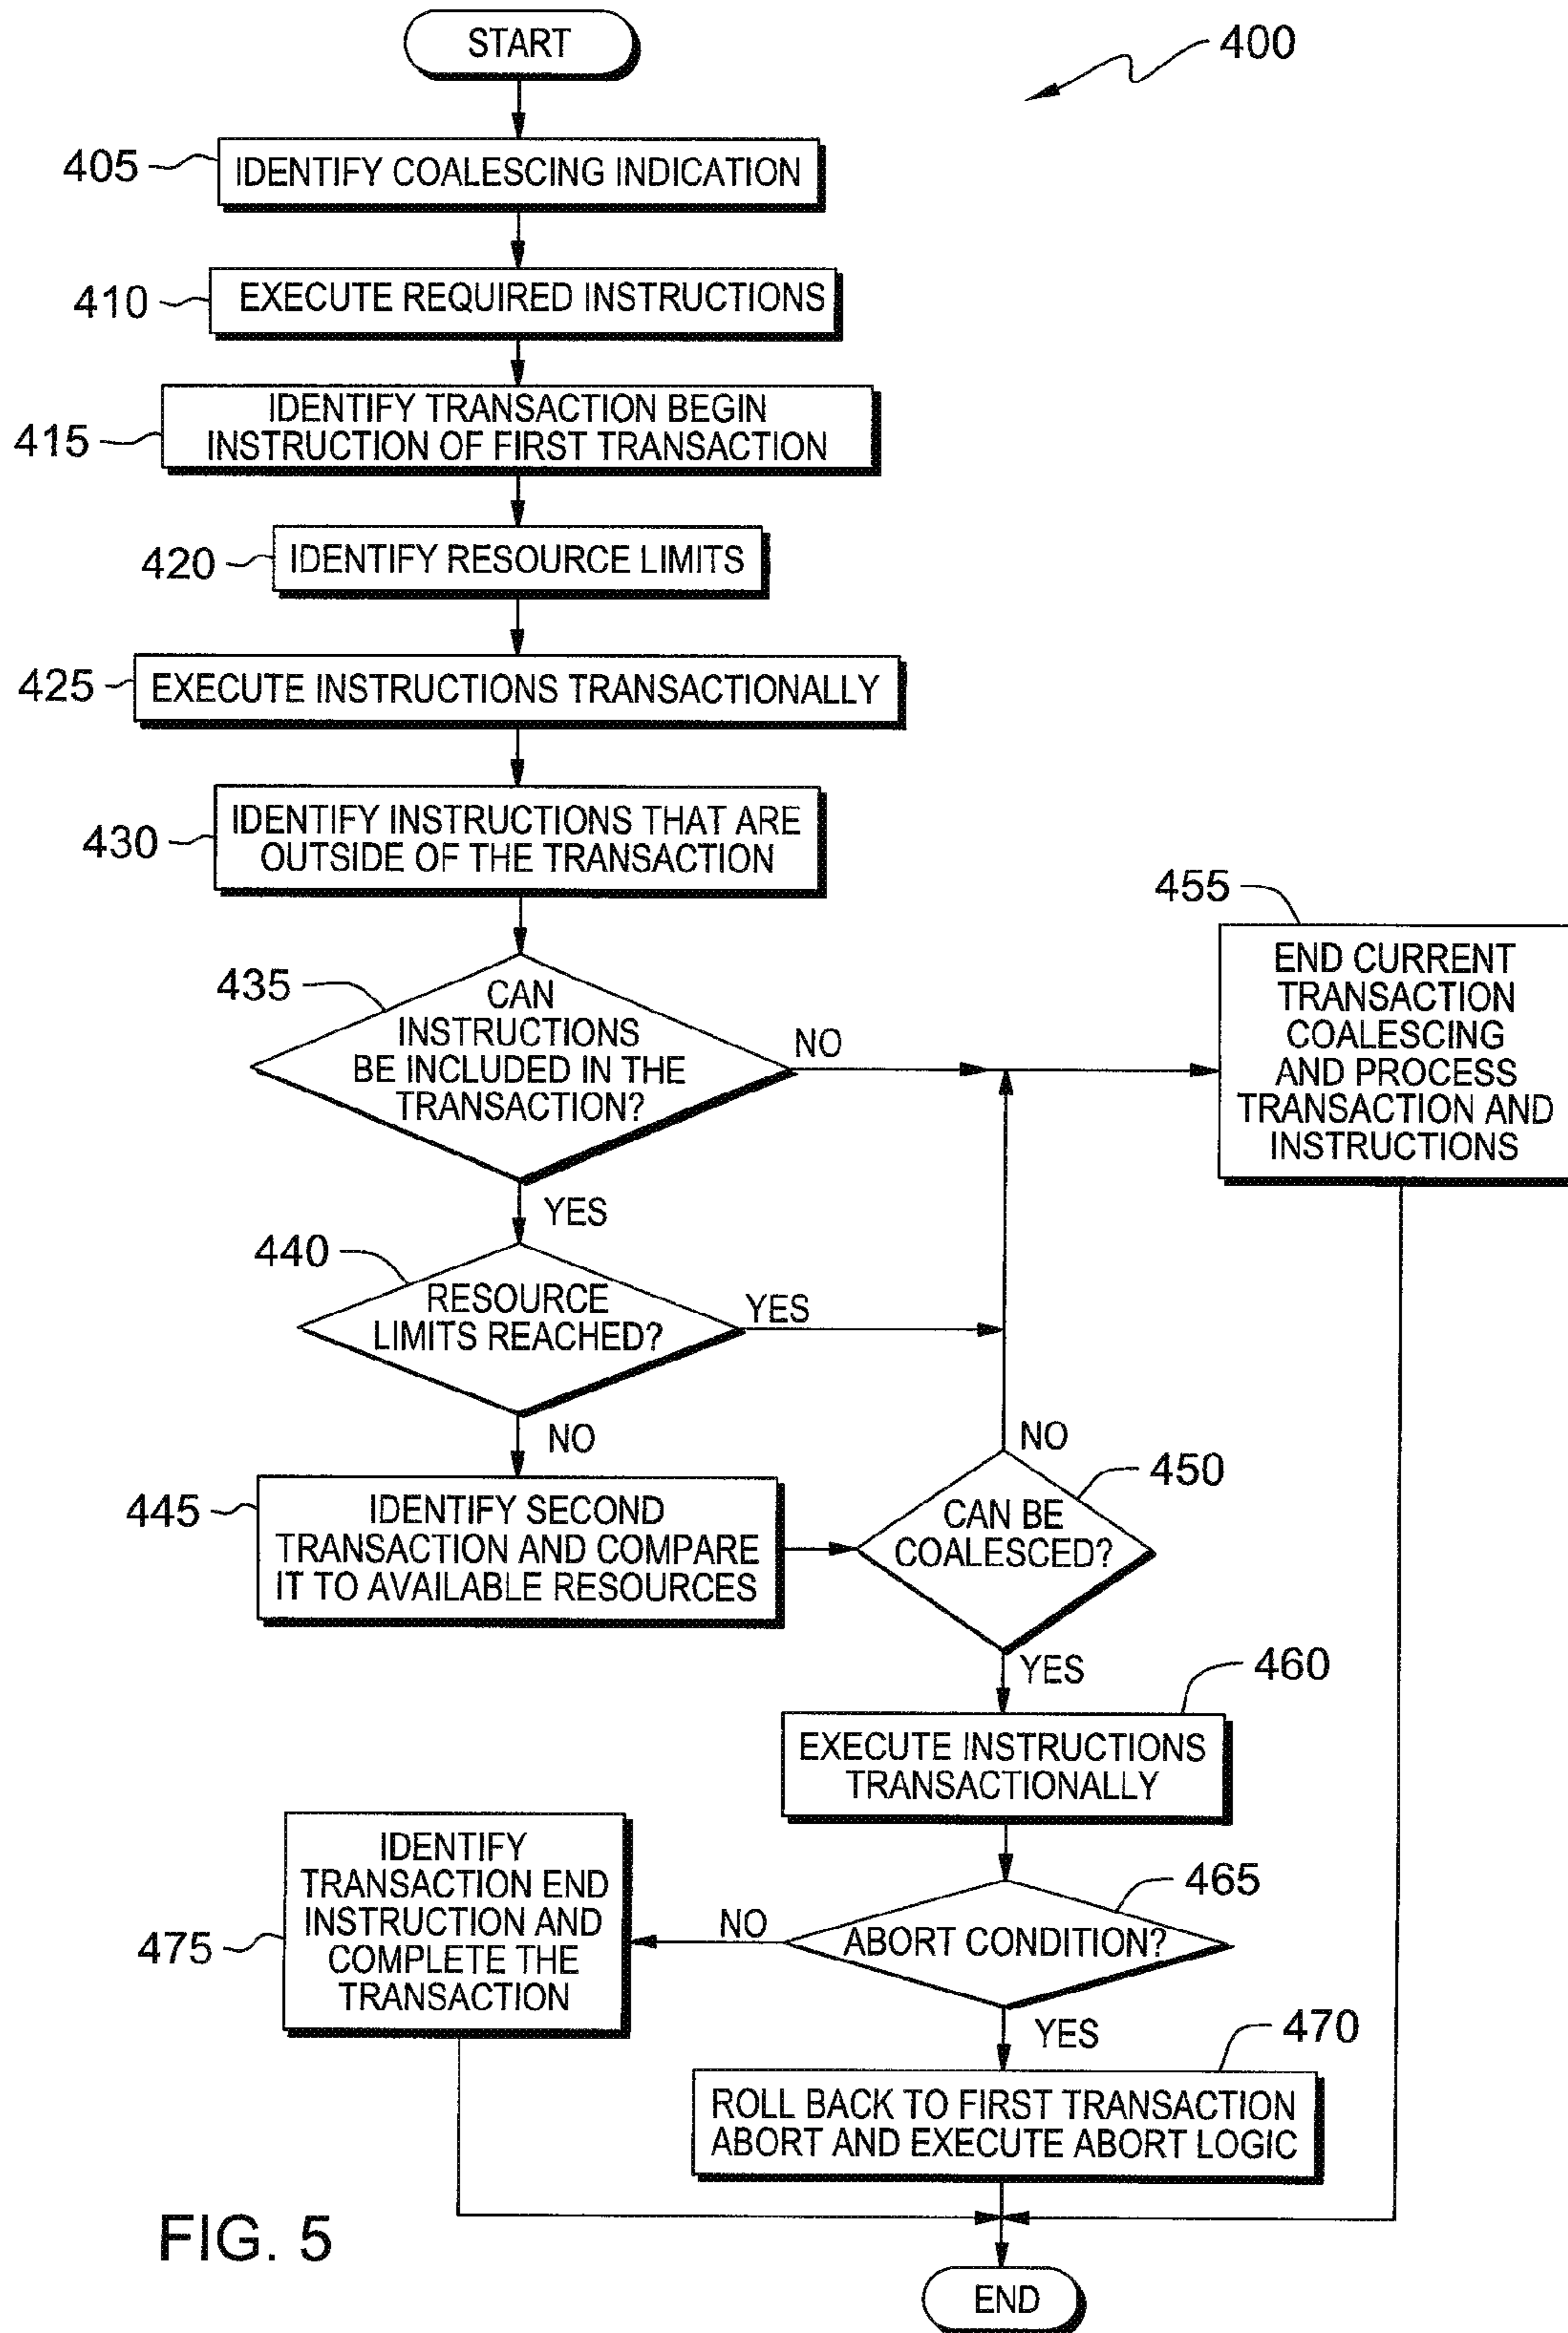 START
400
405
IDENTIFY COALESCING INDICATION
410
EXECUTE REQUIRED INSTRUCTIONS
415
IDENTIFY TRANSACTION BEGIN
INSTRUCTION OF FIRST TRANSACTION
420
IDENTIFY RESOURCE LIMITS
425
EXECUTE INSTRUCTIONS TRANSACTIONALLY
430
IDENTIFY INSTRUCTIONS THAT ARE
OUTSIDE OF THE TRANSACTION
435
CAN
INSTRUCTIONS
BE INCLUDED IN THE
TRANSACTION?
NO
YES
455
END CURRENT
TRANSACTION
COALESCING
AND PROCESS
TRANSACTION AND
INSTRUCTIONS
440
RESOURCE
LIMITS REACHED?
YES
NO
445
IDENTIFY SECOND
TRANSACTION AND COMPARE
IT TO AVAILABLE RESOURCES
NO
450
CAN BE
COALESCED?
YES
460
EXECUTE INSTRUCTIONS
TRANSACTIONALLY
465
ABORT CONDITION?
NO
YES
475
IDENTIFY
TRANSACTION END
INSTRUCTION AND
COMPLETE THE
TRANSACTION
470
ROLL BACK TO FIRST TRANSACTION
ABORT AND EXECUTE ABORT LOGIC
END
FIG. 5